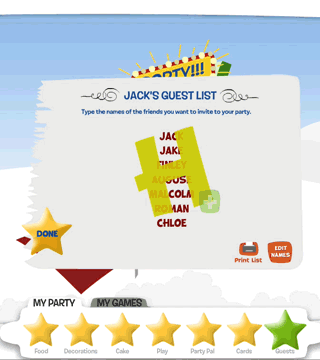 PARTY!!!
JACK'S GUEST LIST
Type the names of the friends you want to invite to your party.
JACK
JAKE
FINLEY
AUGUST
MALCOLM
ROMAN
CHLOE
DONE
Print List
EDIT
NAMES
MY PARTY
MY GAMES
Food
Decorations
Cake
Play
Party Pal
Cards
Guests